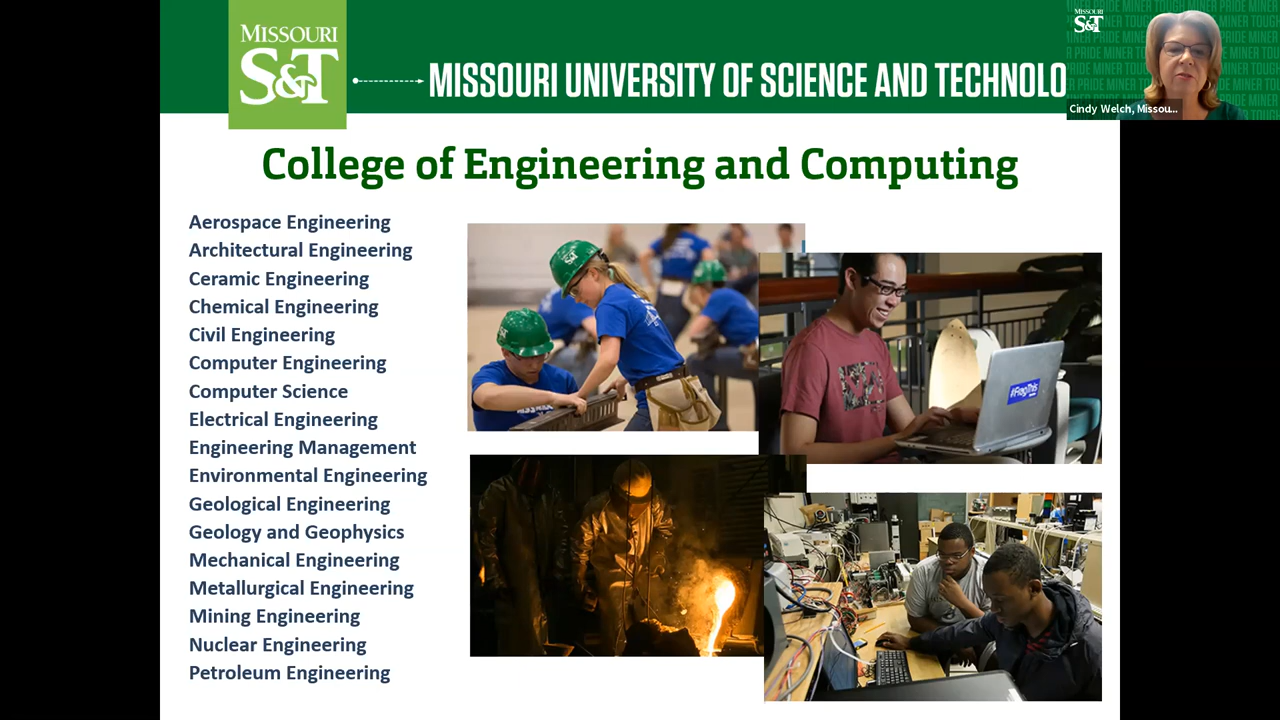 MISSOURI
S&T
MISSOURI UNIVERSITY OF SCIENCE AND TECHNOLO
MISSOURI
S&T
Cindy Welch, Missou...
College of Engineering and Computing
Aerospace Engineering
Architectural Engineering
Ceramic Engineering
Chemical Engineering
Civil Engineering
Computer Engineering
Computer Science
Electrical Engineering
Engineering Management
Environmental Engineering
Geological Engineering
Geology and Geophysics
Mechanical Engineering
Metallurgical Engineering
Mining Engineering
Nuclear Engineering
Petroleum Engineering
S&T
S&T
#FragThis